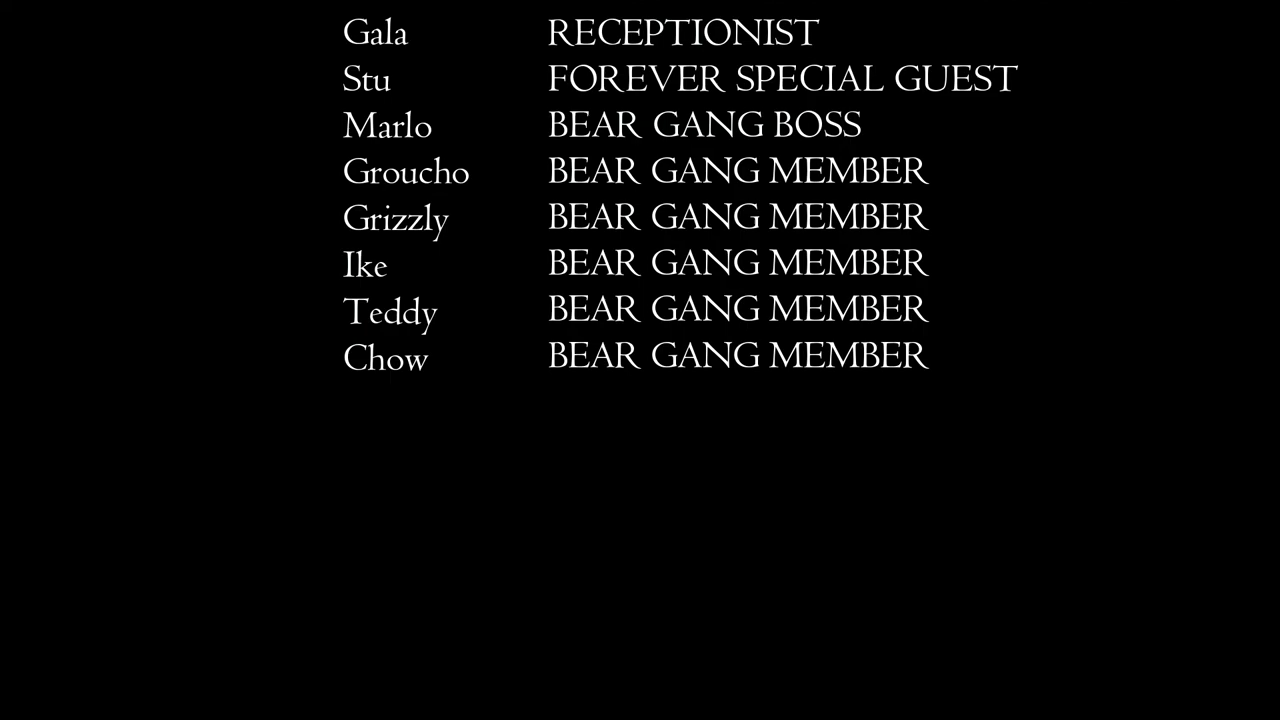 Gala RECEPTIONIST
Stu FOREVER SPECIAL GUEST
Marlo BEAR GANG BOSS
Groucho BEAR GANG MEMBER
Grizzly BEAR GANG MEMBER
Ike BEAR GANG MEMBER
Teddy BEAR GANG MEMBER
Chow BEAR GANG MEMBER